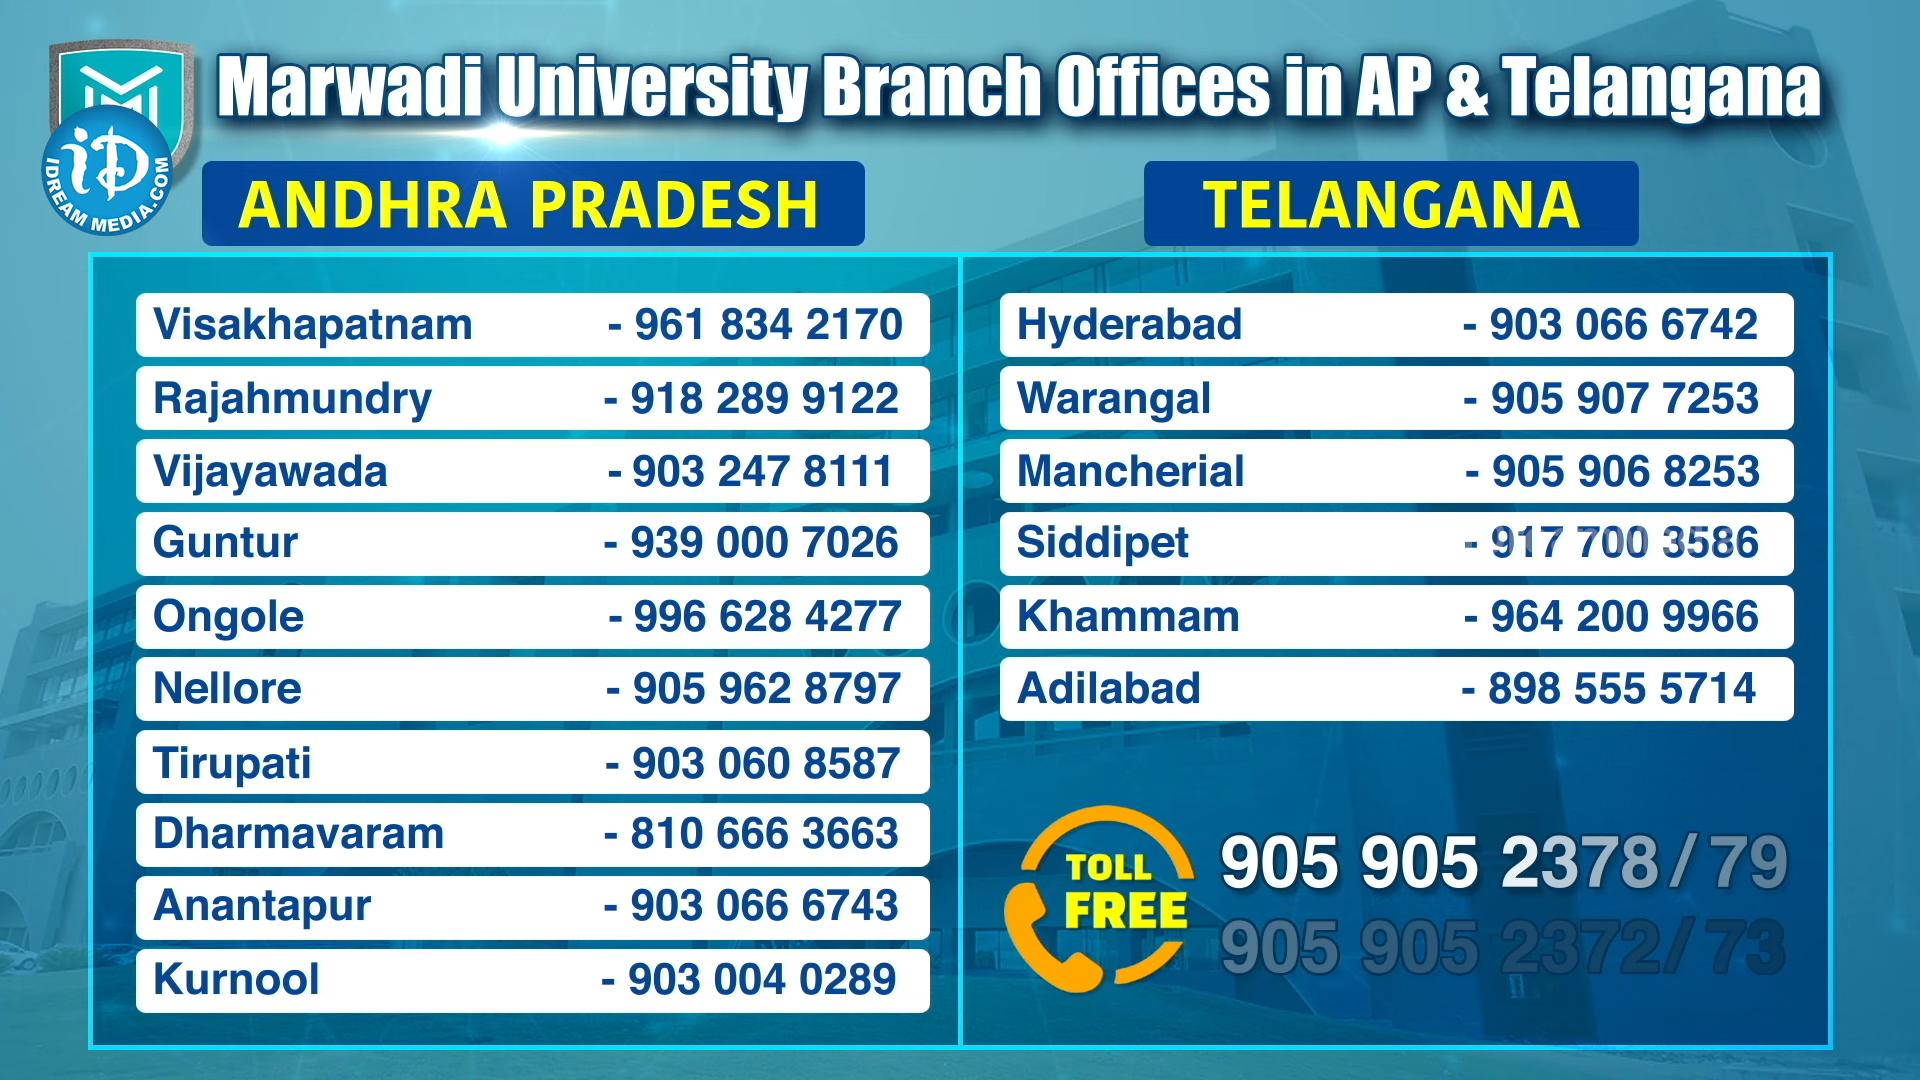 Marwadi University Branch Offices in AP & Telangana
iD
IDREAM MEDIA.COM
ANDHRA PRADESH
Visakhapatnam - 961 834 2170
Rajahmundry - 918 289 9122
Vijayawada - 903 247 8111
Guntur - 939 000 7026
Ongole - 996 628 4277
Nellore - 905 962 8797
Tirupati - 903 060 8587
Dharmavaram - 810 666 3663
Anantapur - 903 066 6743
Kurnool - 903 004 0289
TELANGANA
Hyderabad - 903 066 6742
Warangal - 905 907 7253
Mancherial - 905 906 8253
Siddipet - 917 700 3586
Khammam - 964 200 9966
Adilabad - 898 555 5714
TOLL
FREE
905 905 2378 / 79
905 905 2372 / 73